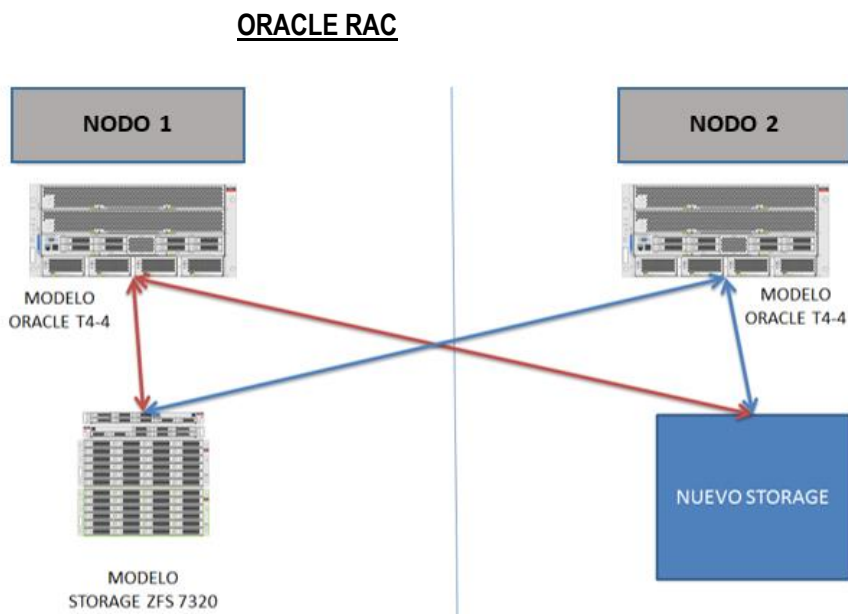 ORACLE RAC
NODO 1
NODO 2
MODELO
ORACLE T4-4
MODELO
ORACLE T4-4
NUEVO STORAGE
MODELO
STORAGE ZFS 7320